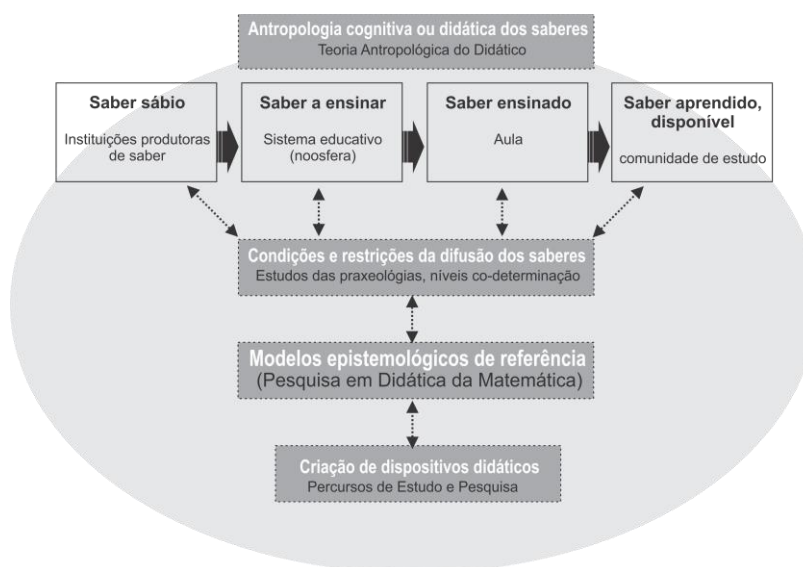 Antropologia cognitiva ou didática dos saberes
Teoria Antropológica do Didático
Saber sábio
Instituições produtoras
de saber
Saber a ensinar
Sistema educativo
(noosfera)
Saber ensinado
Aula
Saber aprendido,
disponível
comunidade de estudo
Condições e restrições da difusão dos saberes
Estudos das praxeológias, níveis co-determinação
Modelos epistemológicos de referência
(Pesquisa em Didática da Matemática)
Criação de dispositivos didáticos
Percursos de Estudo e Pesquisa